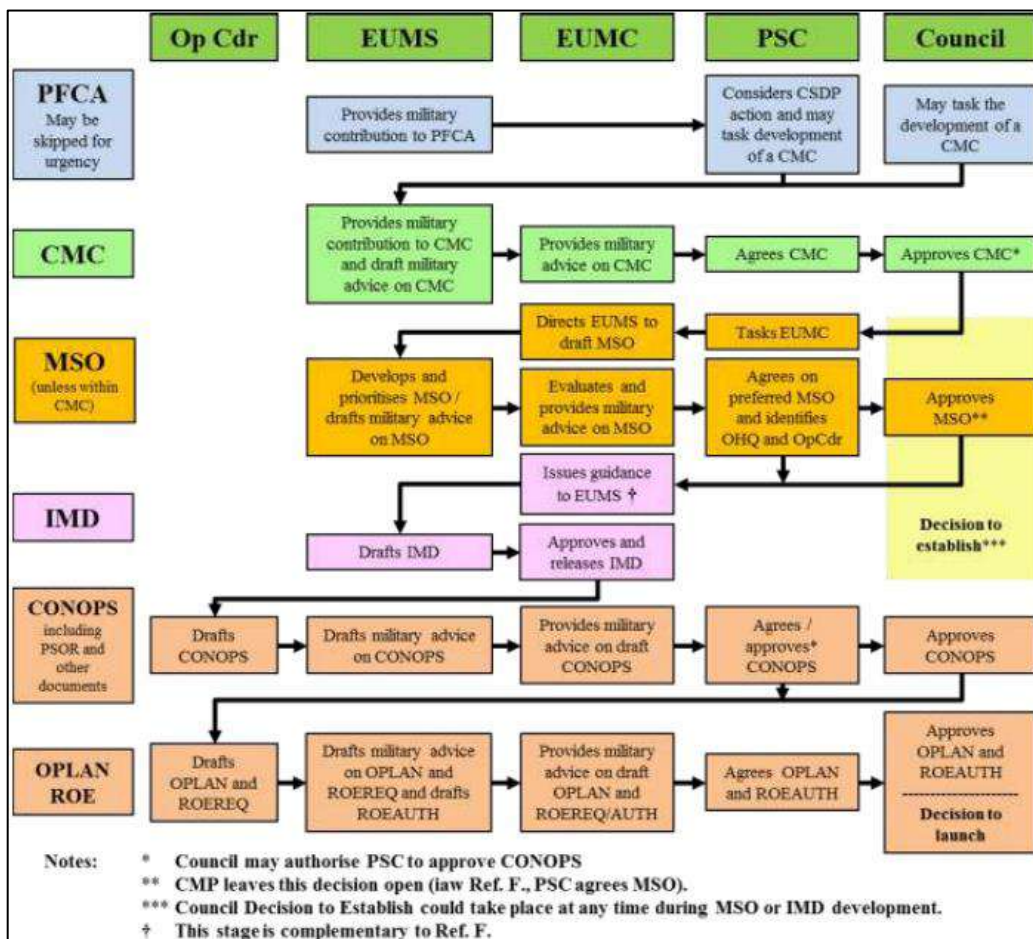 Op Cdr
EUMS
EUMC
PSC
Council
PFCA
May be
skipped for
urgency
Provides military
contribution to PFCA
Considers CSDP
action and may
task development
of a CMC
May task the
development of a
CMC
CMC
Provides military
contribution to CMC
and draft military
advice on CMC
Provides military
advice on CMC
Agrees CMC
Approves CMC*
MSO
(unless within
CMC)
Directs EUMS to
draft MSO
Tasks EUMC
Develops and
prioritises MSO /
drafts military advice
on MSO
Evaluates and
provides military
advice on MSO
Agrees on
preferred MSO
and identifies
OHQ and OpCdr
Approves
MSO**
IMD
Issues guidance
to EUMS †
Drafts IMD
Approves and
releases IMD
Decision to
establish***
CONOPS
including
PSOR and
other
documents
Drafts
CONOPS
Drafts military advice
on CONOPS
Provides military
advice on draft
CONOPS
Agrees /
approves*
CONOPS
Approves
CONOPS
OPLAN
ROE
Drafts
OPLAN and
ROEREQ
Drafts military advice
on OPLAN and
ROEREQ and drafts
ROEAUTH
Provides military
advice on draft
OPLAN and
ROEREQ/AUTH
Agrees OPLAN
and ROEAUTH
Approves
OPLAN and
ROEAUTH
--------------------
Decision to
launch
Notes: * Council may authorise PSC to approve CONOPS
** CMP leaves this decision open (iaw Ref. F., PSC agrees MSO).
*** Council Decision to Establish could take place at any time during MSO or IMD development.
† This stage is complementary to Ref. F.